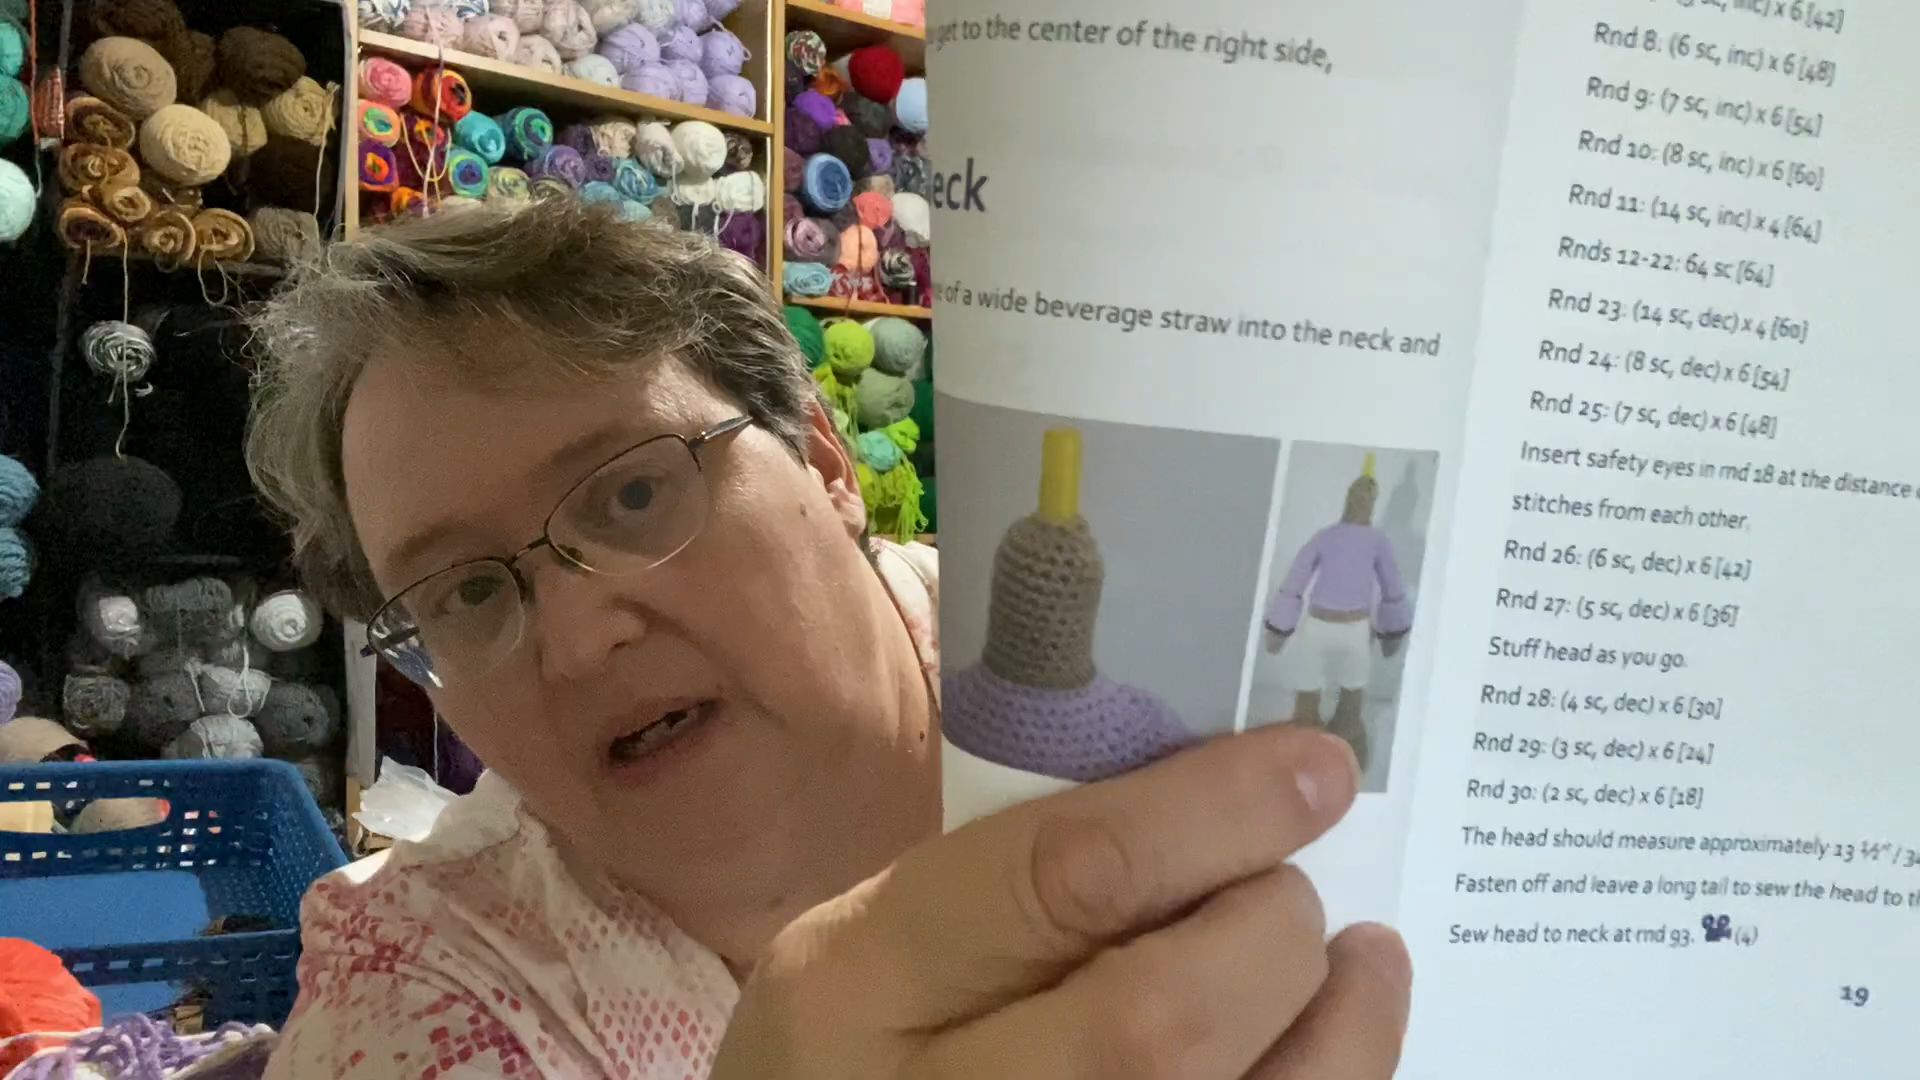 get to the center of the right side,
eck
of a wide beverage straw into the neck and
inc) x 6 [42]
Rnd 8: (6 sc, inc) x 6 [48]
Rnd 9: (7 sc, inc) x 6 [54]
Rnd 10: (8 sc, inc) x 6 [60]
Rnd 11: (14 sc, inc) x 4 [64]
Rnds 12-22: 64 sc [64]
Rnd 23: (14 sc, dec) x 4 [60]
Rnd 24: (8 sc, dec) x 6 [54]
Rnd 25: (7 sc, dec) x 6 [48]
Insert safety eyes in rnd 18 at the distance
stitches from each other.
Rnd 26: (6 sc, dec) x 6 [42]
Rnd 27: (5 sc, dec) x 6 [36]
Stuff head as you go.
Rnd 28: (4 sc, dec) x 6 [30]
Rnd 29: (3 sc, dec) x 6 [24]
Rnd 30: (2 sc, dec) x 6 [18]
The head should measure approximately 13 ½" / 3
Fasten off and leave a long tail to sew the head to
Sew head to neck at rnd 93. (4)
19